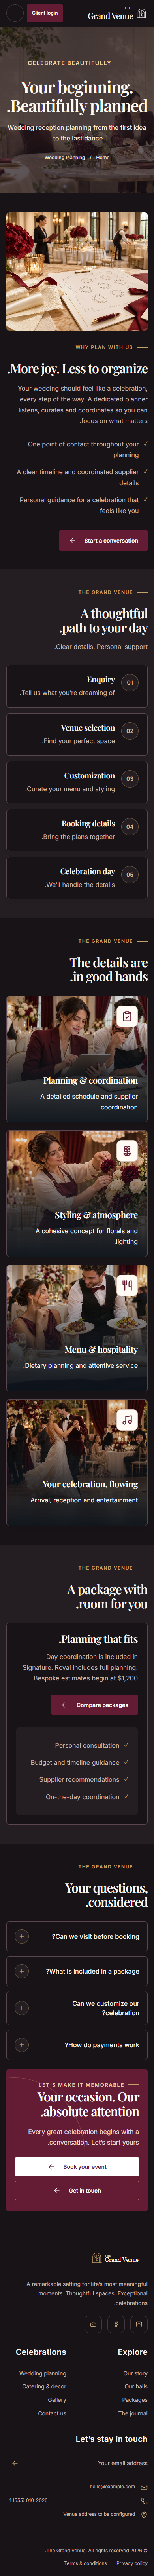 Client login
THE
Grand Venue
CELEBRATE BEAUTIFULLY
Your beginning.
.Beautifully planned
Wedding reception planning from the first idea
.to the last dance
Wedding Planning / Home
WHY PLAN WITH US
.More joy. Less to organize
Your wedding should feel like a celebration,
every step of the way. A dedicated planner
listens, curates and coordinates so you can
.focus on what matters
One point of contact throughout your
planning
A clear timeline and coordinated supplier
details
Personal guidance for a celebration that
feels like you
Start a conversation
THE GRAND VENUE
A thoughtful
.path to your day
.Clear details. Personal support
Enquiry
01
.Tell us what you're dreaming of
Venue selection
02
.Find your perfect space
Customization
03
.Curate your menu and styling
Booking details
04
.Bring the plans together
Celebration day
05
.We'll handle the details
THE GRAND VENUE
The details are
.in good hands
Planning & coordination
A detailed schedule and supplier
.coordination
Styling & atmosphere
A cohesive concept for florals and
.lighting
Menu & hospitality
.Dietary planning and attentive service
Your celebration, flowing
.Arrival, reception and entertainment
THE GRAND VENUE
A package with
.room for you
.Planning that fits
Day coordination is included in
Signature. Royal includes full planning.
.Bespoke estimates begin at $1,200
Compare packages
Personal consultation
Budget and timeline guidance
Supplier recommendations
On-the-day coordination
THE GRAND VENUE
Your questions,
.considered
?Can we visit before booking
?What is included in a package
Can we customize our
?celebration
?How do payments work
LET'S MAKE IT MEMORABLE
Your occasion. Our
.absolute attention
Every great celebration begins with a
.conversation. Let's start yours
Book your event
Get in touch
THE
Grand Venue
A remarkable setting for life's most meaningful
moments. Thoughtful spaces. Exceptional
.celebrations
Celebrations
Explore
Wedding planning
Our story
Catering & decor
Our halls
Gallery
Packages
Contact us
The journal
Let's stay in touch
Your email address
hello@example.com
+1 (555) 010-2026
Venue address to be configured
.The Grand Venue. All rights reserved 2026 ©
Terms & conditions
Privacy policy